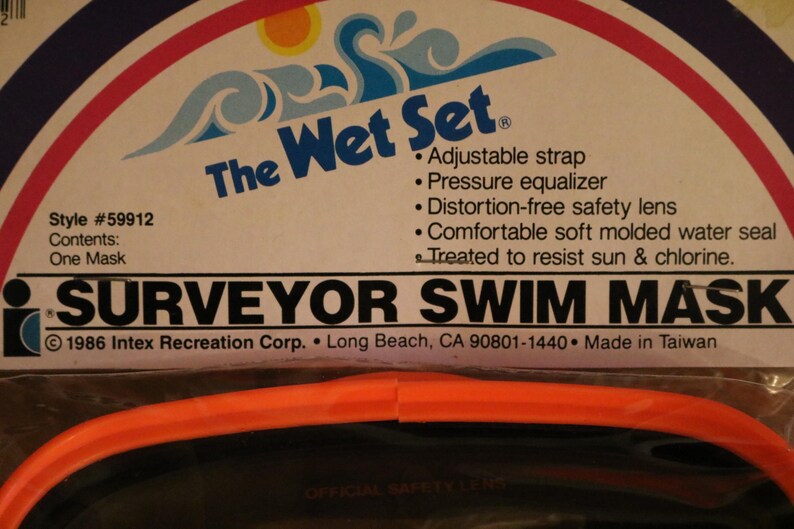 2
The Wet Set®
• Adjustable strap
• Pressure equalizer
• Distortion-free safety lens
• Comfortable soft molded water seal
• Treated to resist sun & chlorine.
Style #59912
Contents:
One Mask
® SURVEYOR SWIM MASK
© 1986 Intex Recreation Corp. • Long Beach, CA 90801-1440 • Made in Taiwan
OFFICIAL SAFETY LENS